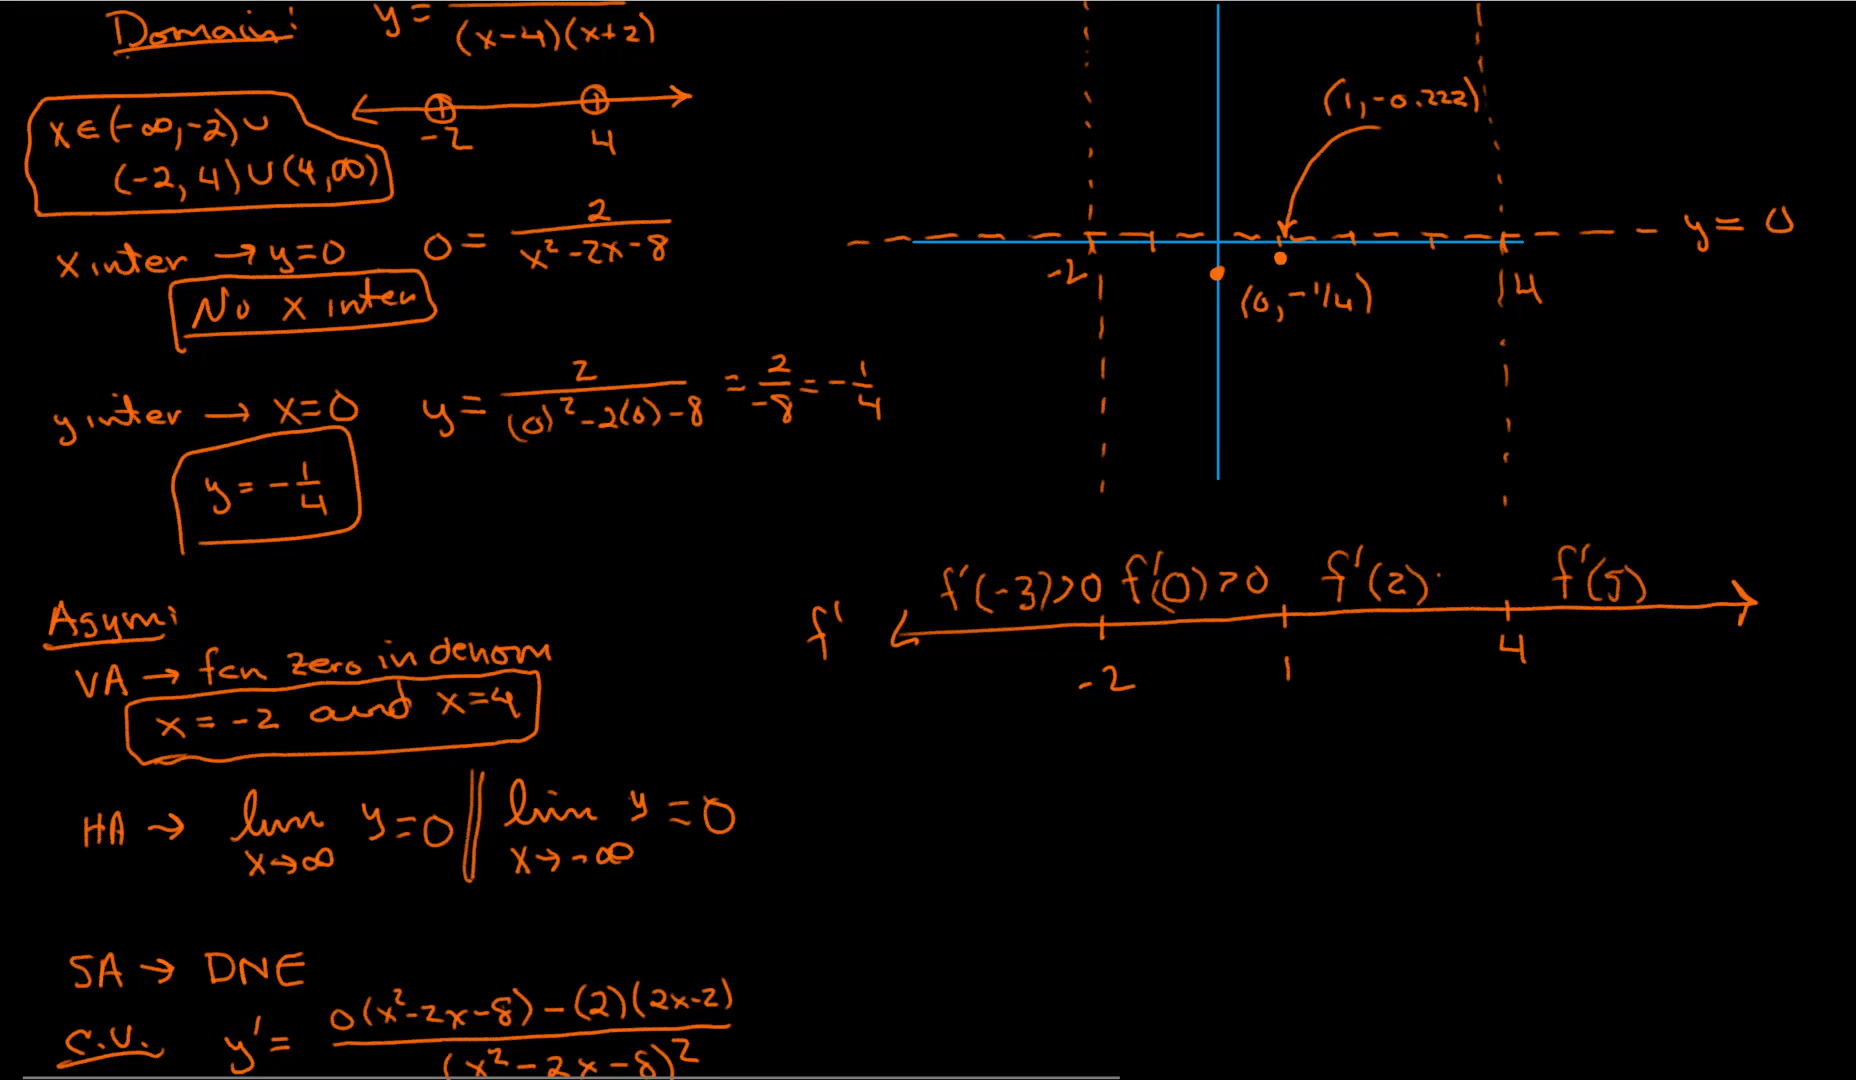 Domain: y = /(x-4)(x+2)
x ∈ (-∞,-2) ∪
(-2,4) ∪ (4,∞)
-2 4
x inter → y=0 0 = 2/(x²-2x-8)
No x inter
y inter → x=0 y = 2/((0)²-2(0)-8) = 2/-8 = -1/4
y = -1/4
Asym:
VA → fcn zero in denom
x = -2 and x=4
HA → lim x→∞ y=0 || lim x→-∞ y=0
SA → DNE
C.V. y' = (0(x²-2x-8) - (2)(2x-2))/(x²-2x-8)²
(1,-0.222)
y = 0
-2 4
(0,-1/4)
f'(-3)>0 f'(0)>0 f'(2) f'(5)
f'
-2 1 4